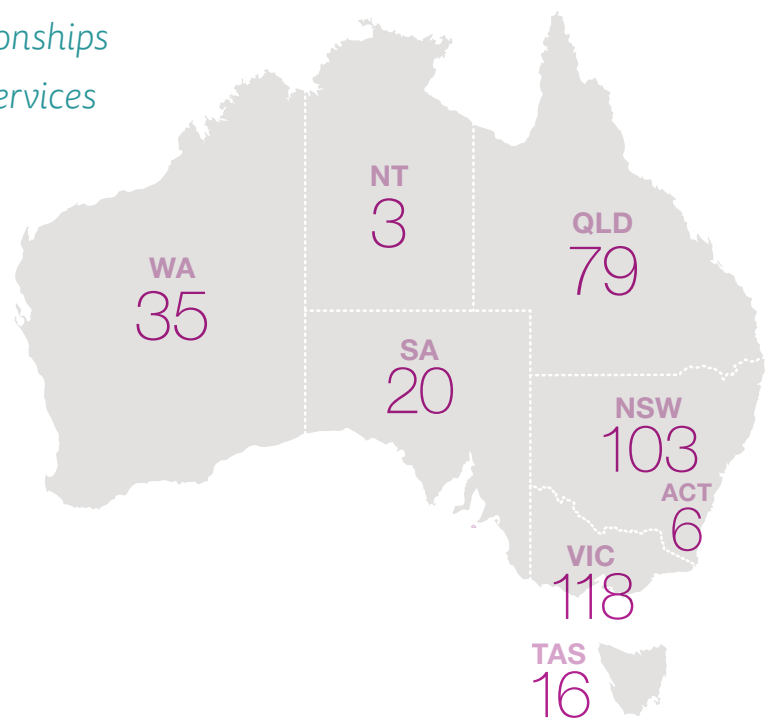 onships
ervices
NT
3
QLD
79
WA
35
SA
20
NSW
103
ACT
6
VIC
118
TAS
16